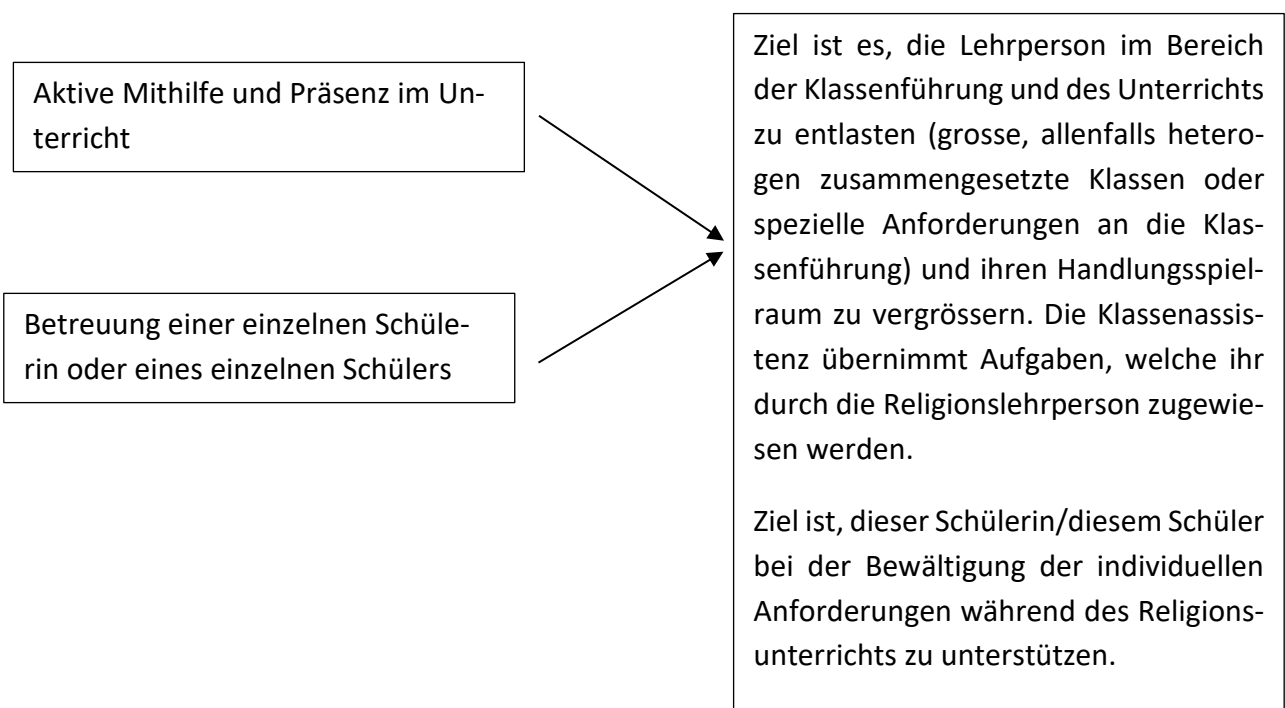 Aktive Mithilfe und Präsenz im Un-
terricht
Betreuung einer einzelnen Schüle-
rin oder eines einzelnen Schülers
Ziel ist es, die Lehrperson im Bereich
der Klassenführung und des Unterrichts
zu entlasten (grosse, allenfalls hetero-
gen zusammengesetzte Klassen oder
spezielle Anforderungen an die Klas-
senführung) und ihren Handlungsspiel-
raum zu vergrössern. Die Klassenassis-
tenz übernimmt Aufgaben, welche ihr
durch die Religionslehrperson zugewie-
sen werden.
Ziel ist, dieser Schülerin/diesem Schüler
bei der Bewältigung der individuellen
Anforderungen während des Religions-
unterrichts zu unterstützen.